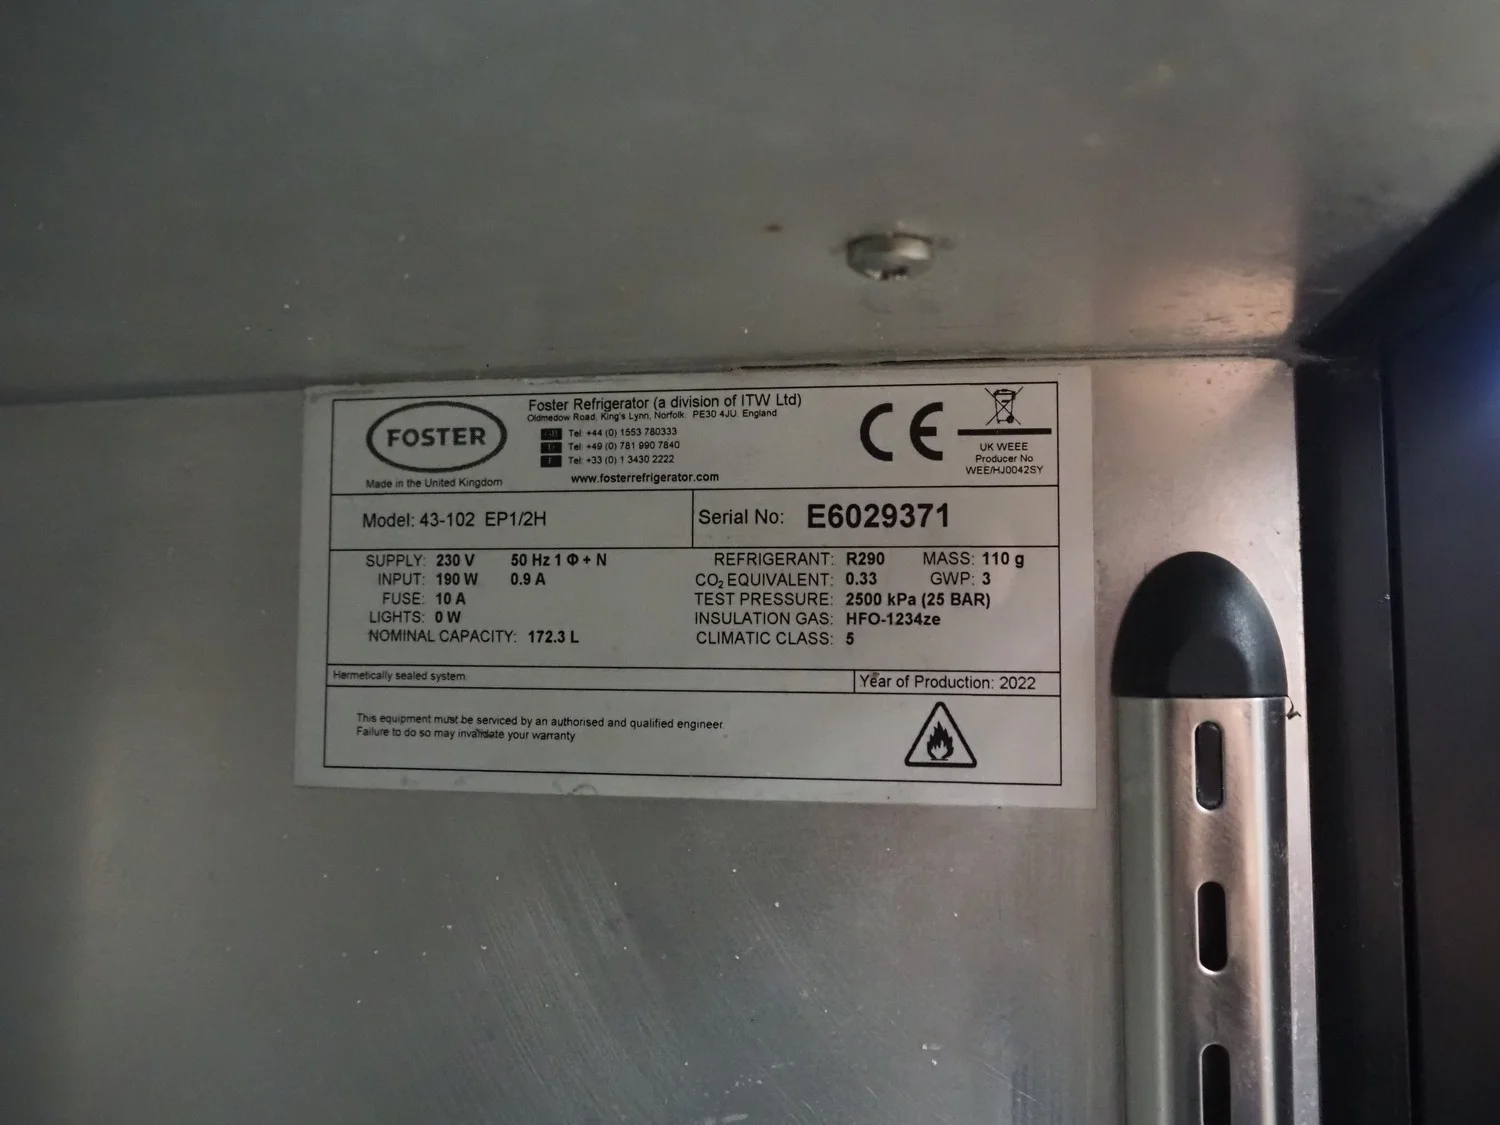 FOSTER
Made in the United Kingdom
Foster Refrigerator (a division of ITW Ltd)
Oldmedow Road, King's Lynn, Norfolk. PE30 4JU. England
Tel: +44 (0) 1553 780333
Tel: +49 (0) 781 990 7840
Tel: +33 (0) 1 3430 2222
www.fosterrefrigerator.com
CE
UK WEEE
Producer No
WEE/HJ0042SY
Model: 43-102 EP1/2H
Serial No: E6029371
SUPPLY: 230 V 50 Hz 1 Φ + N
INPUT: 190 W 0.9 A
FUSE: 10 A
LIGHTS: 0 W
NOMINAL CAPACITY: 172.3 L
REFRIGERANT: R290 MASS: 110 g
CO₂ EQUIVALENT: 0.33 GWP: 3
TEST PRESSURE: 2500 kPa (25 BAR)
INSULATION GAS: HFO-1234ze
CLIMATIC CLASS: 5
Hermetically sealed system
Year of Production: 2022
This equipment must be serviced by an authorised and qualified engineer.
Failure to do so may invalidate your warranty